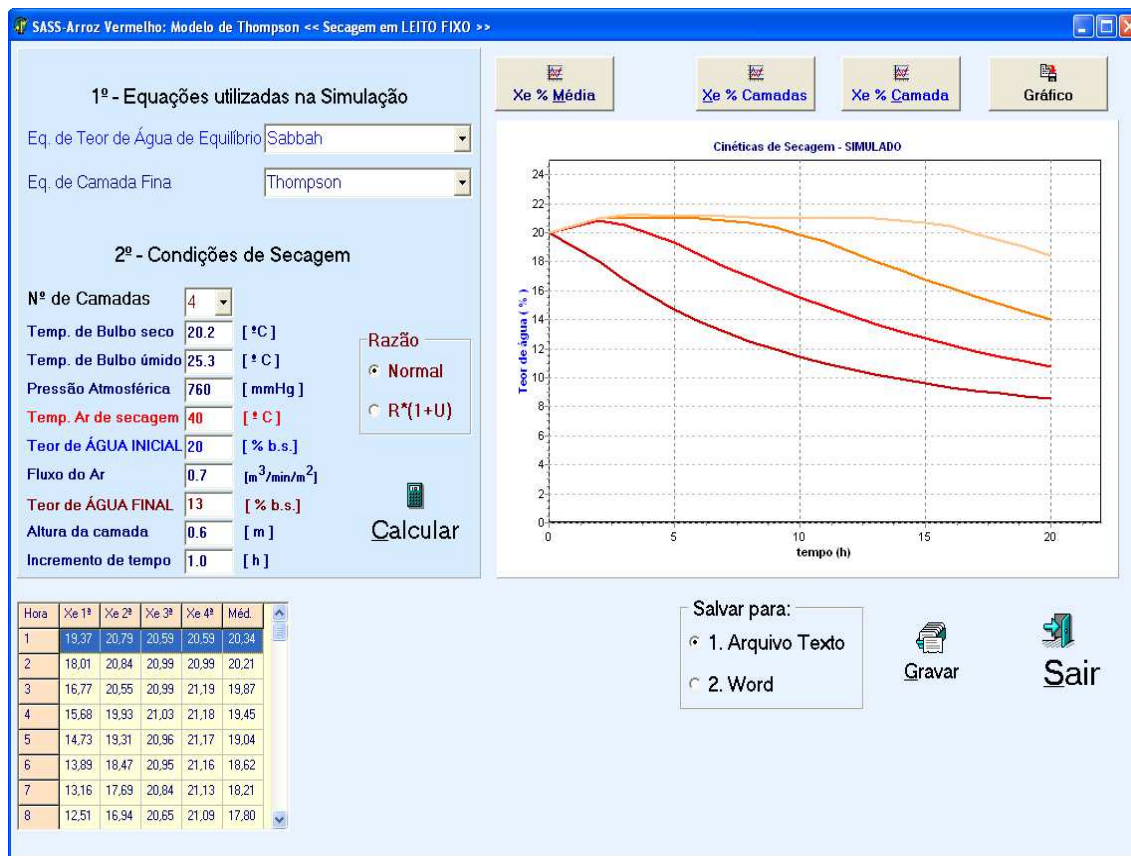 SASS-Arroz Vermelho: Modelo de Thompson << Secagem em LEITO FIXO >>
1º - Equações utilizadas na Simulação
Eq. de Teor de Água de Equilíbrio Sabbah
Eq. de Camada Fina Thompson
2º - Condições de Secagem
Nº de Camadas 4
Temp. de Bulbo seco 20.2 [ ºC ]
Temp. de Bulbo úmido 25.3 [ º C ]
Pressão Atmosférica 760 [ mmHg ]
Temp. Ar de secagem 40 [ º C ]
Teor de ÁGUA INICIAL 20 [ % b.s.]
Fluxo do Ar 0.7 [m3/min/m2]
Teor de ÁGUA FINAL 13 [ % b.s.]
Altura da camada 0.6 [ m ]
Incremento de tempo 1.0 [ h ]
Razão
Normal
R*(1+U)
Calcular
Xe % Média Xe % Camadas Xe % Camada Gráfico
Cinéticas de Secagem - SIMULADO
Teor de água ( % )
24
22
20
18
16
14
12
10
8
6
4
2
0
0 5 10 15 20
tempo (h)
Hora Xe 1ª Xe 2ª Xe 3ª Xe 4ª Méd.
1 19,37 20,79 20,59 20,59 20,34
2 18,01 20,84 20,99 20,99 20,21
3 16,77 20,55 20,99 21,19 19,87
4 15,68 19,93 21,03 21,18 19,45
5 14,73 19,31 20,96 21,17 19,04
6 13,89 18,47 20,95 21,16 18,62
7 13,16 17,69 20,84 21,13 18,21
8 12,51 16,94 20,65 21,09 17,80
Salvar para:
1. Arquivo Texto
2. Word
Gravar
Sair